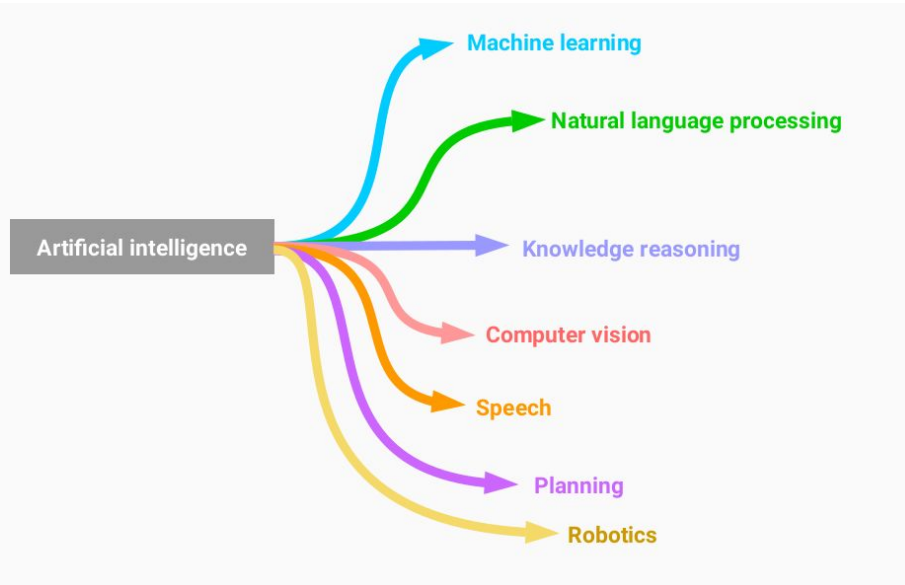 Machine learning
Natural language processing
Artificial intelligence
Knowledge reasoning
Computer vision
Speech
Planning
Robotics